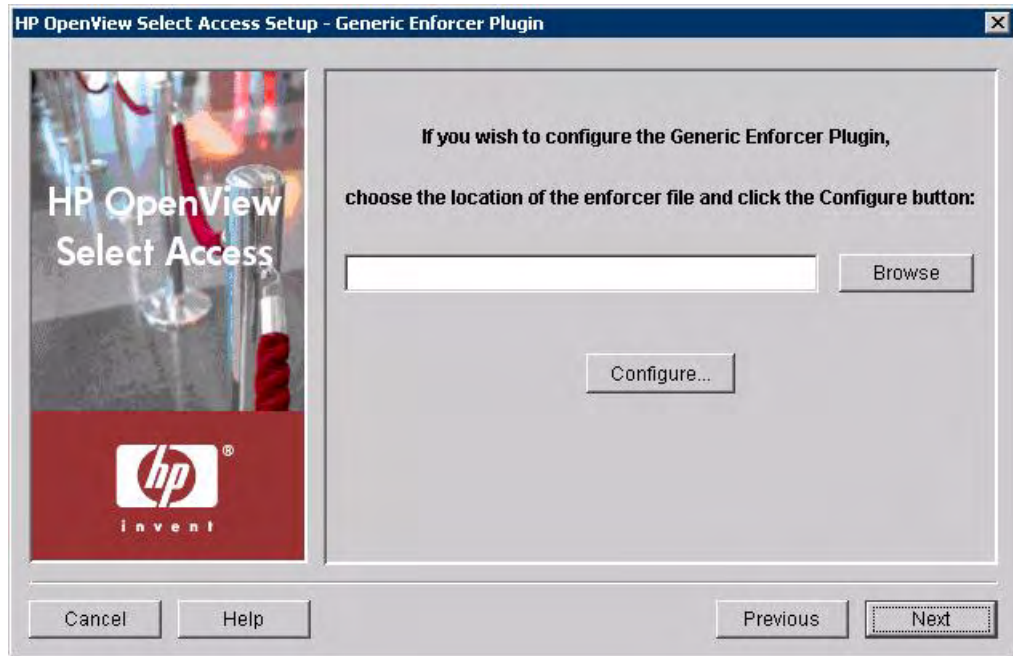 HP OpenView Select Access Setup - Generic Enforcer Plugin
HP OpenView
Select Access
hp
®
invent
If you wish to configure the Generic Enforcer Plugin,
choose the location of the enforcer file and click the Configure button:
Browse
Configure...
Cancel
Help
Previous
Next